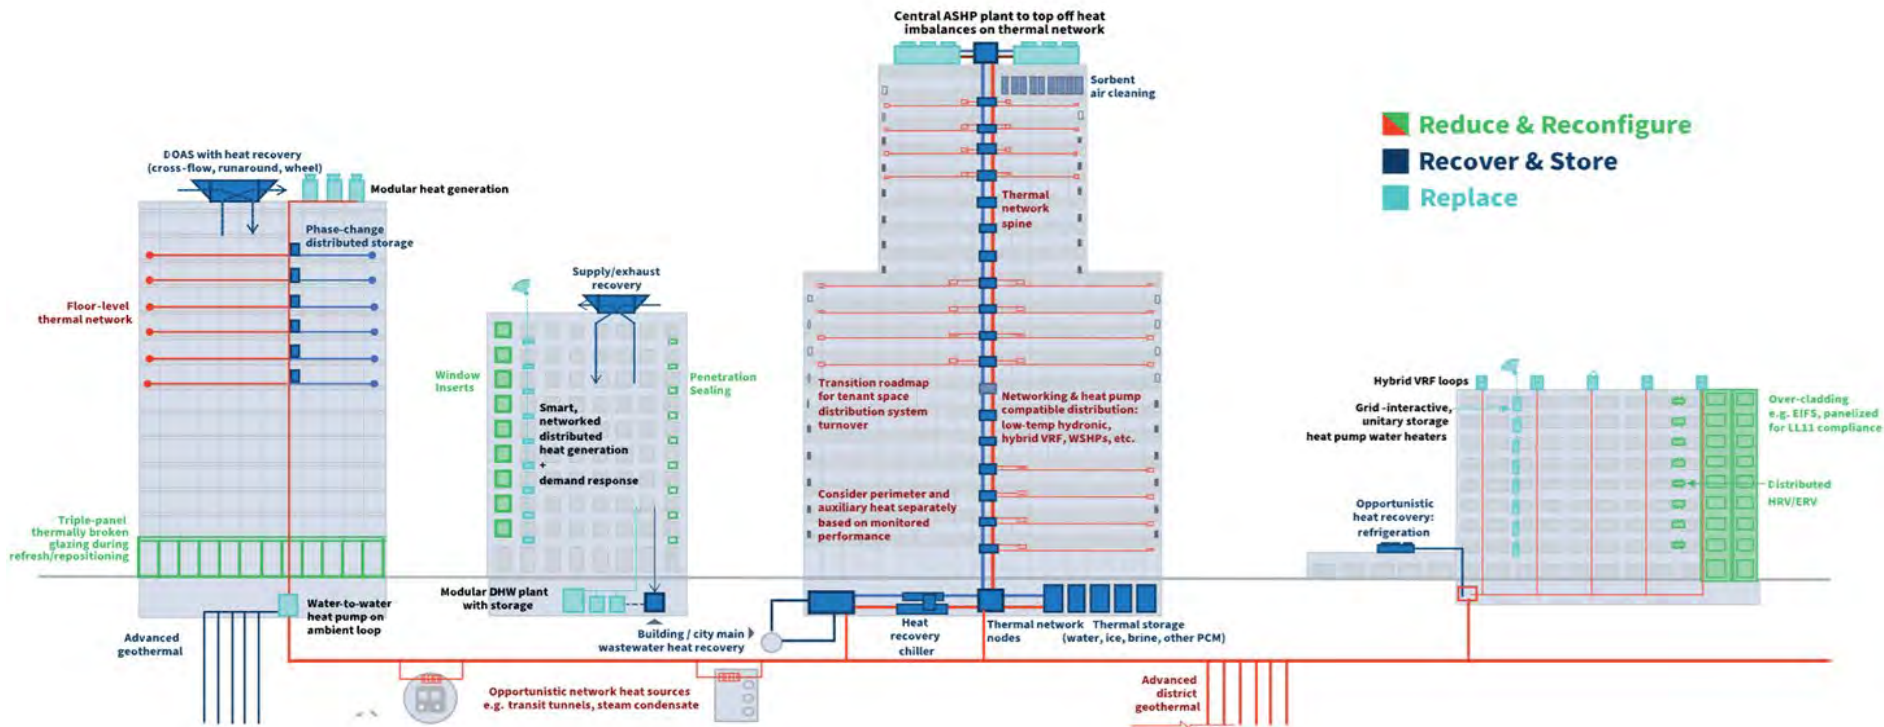 Central ASHP plant to top off heat
imbalances on thermal network
Sorbent
air cleaning
Reduce & Reconfigure
Recover & Store
Replace
DOAS with heat recovery
(cross-flow, runaround, wheel)
Modular heat generation
Phase-change
distributed storage
Floor-level
thermal network
Triple-panel
thermally broken
glazing during
refresh/repositioning
Water-to-water
heat pump on
ambient loop
Advanced
geothermal
Supply/exhaust
recovery
Window
Inserts
Penetration
Sealing
Smart,
networked
distributed
heat generation
+
demand response
Modular DHW plant
with storage
Building / city main
wastewater heat recovery
Opportunistic network heat sources
e.g. transit tunnels, steam condensate
Thermal
network
spine
Transition roadmap
for tenant space
distribution system
turnover
Networking & heat pump
compatible distribution:
low-temp hydronic,
hybrid VRF, WSHPs, etc.
Consider perimeter and
auxiliary heat separately
based on monitored
performance
Heat
recovery
chiller
Thermal network
nodes
Thermal storage
(water, ice, brine, other PCM)
Advanced
district
geothermal
Hybrid VRF loops
Grid -interactive,
unitary storage
heat pump water heaters
Opportunistic
heat recovery:
refrigeration
Over-cladding
e.g. EIFS, panelized
for LL11 compliance
Distributed
HRV/ERV